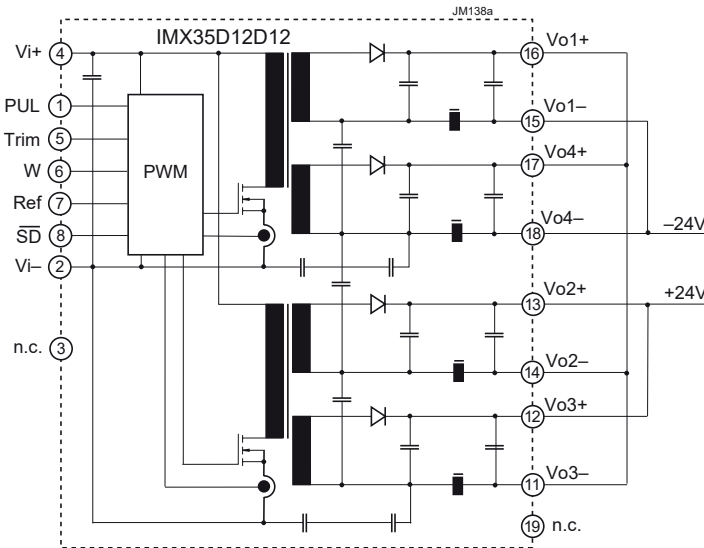 JM138a
IMX35D12D12
Vi+
4
16
Vo1+
PUL
1
15
Vo1–
Trim
5
17
Vo4+
W
6
PWM
Ref
7
SD
8
18
Vo4–
–24V
Vi–
2
13
Vo2+
+24V
n.c.
3
14
Vo2–
12
Vo3+
11
Vo3–
19
n.c.